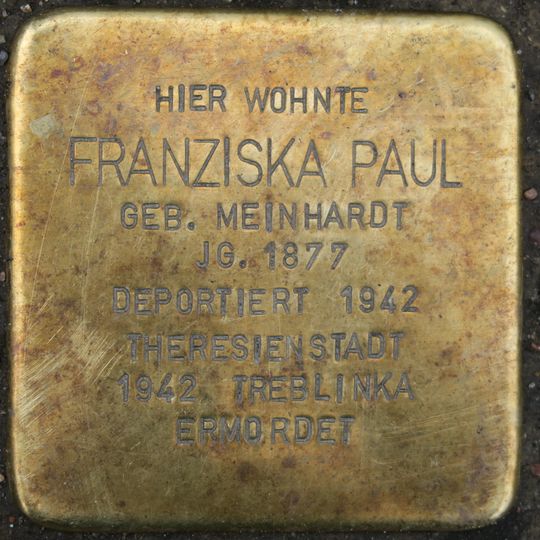 HIER WOHNTE
FRANZISKA PAUL
GEB. MEINHARDT
JG. 1877
DEPORTIERT 1942
THERESIENSTADT
1942 TREBLINKA
ERMORDET